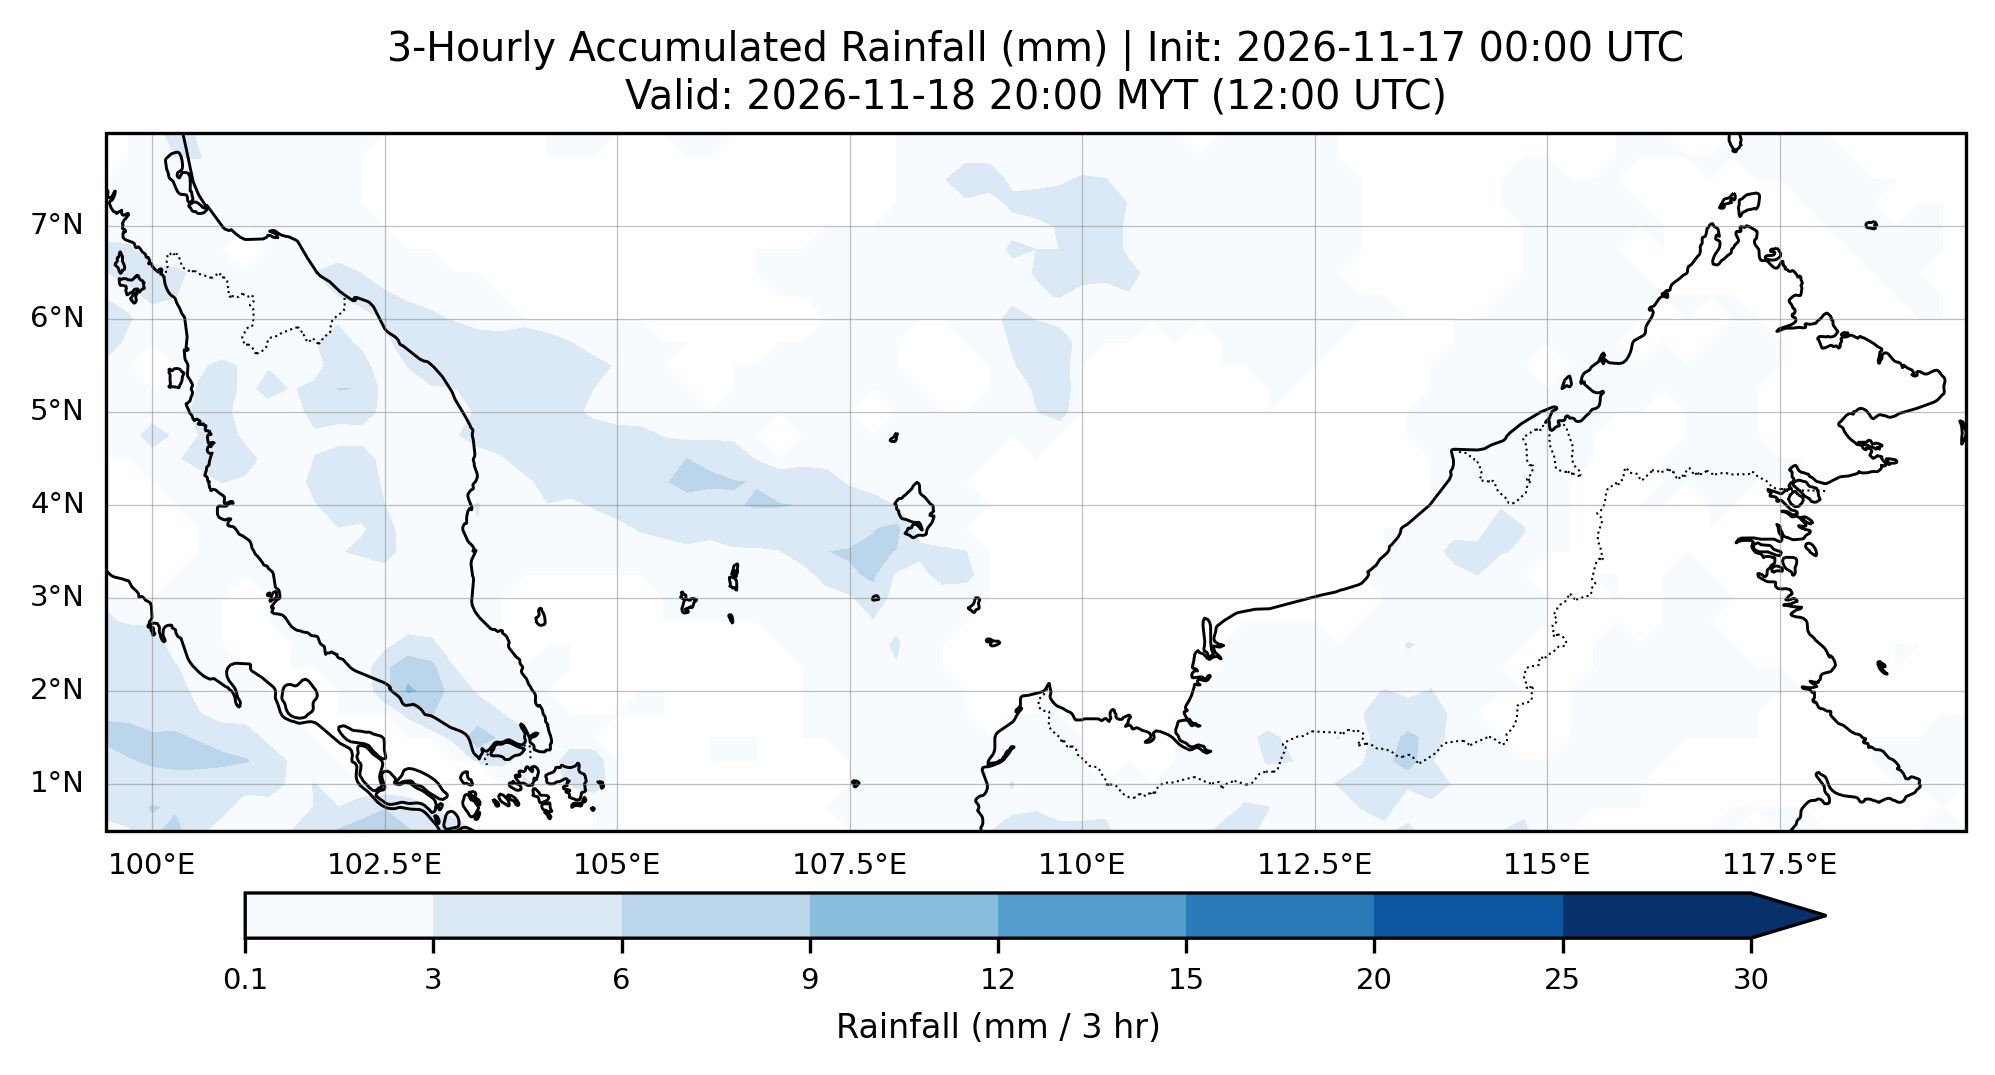 3-Hourly Accumulated Rainfall (mm) | Init: 2026-11-17 00:00 UTC
Valid: 2026-11-18 20:00 MYT (12:00 UTC)
7°N
6°N
5°N
4°N
3°N
2°N
1°N
100°E 102.5°E 105°E 107.5°E 110°E 112.5°E 115°E 117.5°E
0.1 3 6 9 12 15 20 25 30
Rainfall (mm / 3 hr)